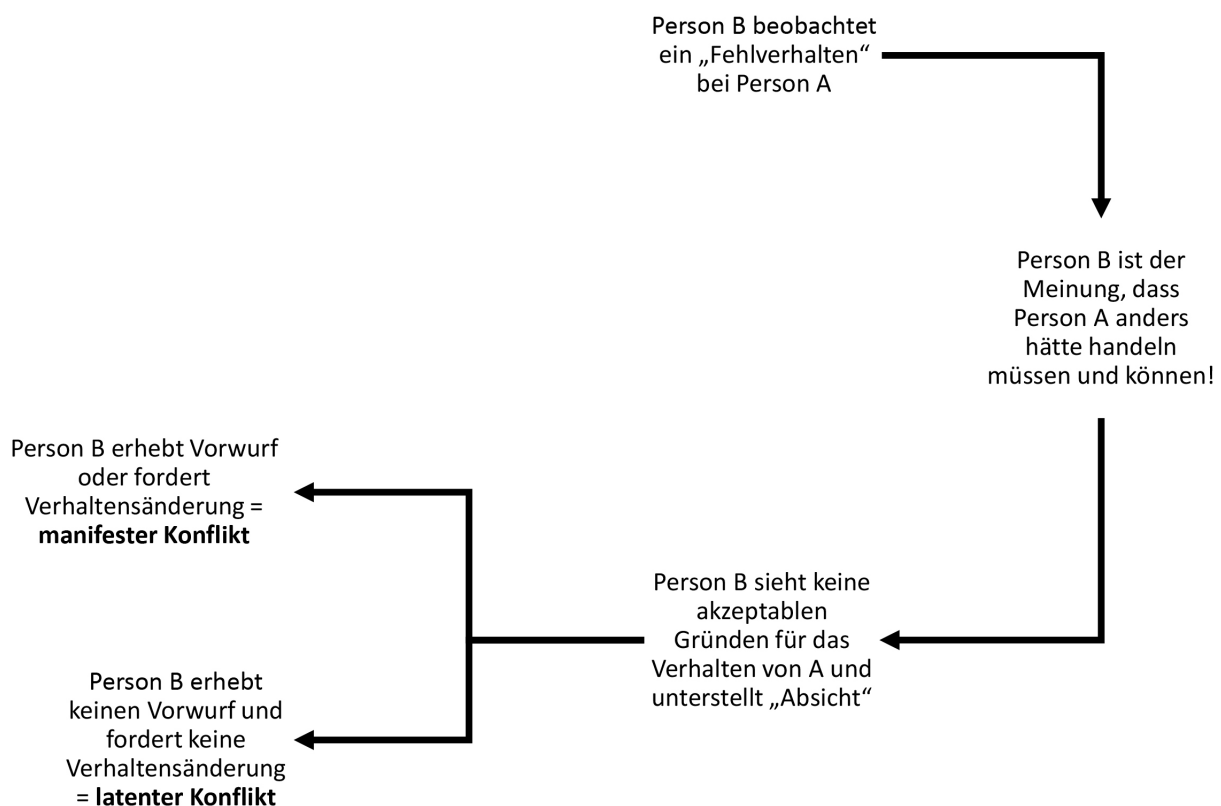 Person B beobachtet
ein „Fehlverhalten“
bei Person A
Person B ist der
Meinung, dass
Person A anders
hätte handeln
müssen und können!
Person B sieht keine
akzeptablen
Gründen für das
Verhalten von A und
unterstellt „Absicht“
Person B erhebt Vorwurf
oder fordert
Verhaltensänderung =
manifester Konflikt
Person B erhebt
keinen Vorwurf und
fordert keine
Verhaltensänderung
= latenter Konflikt